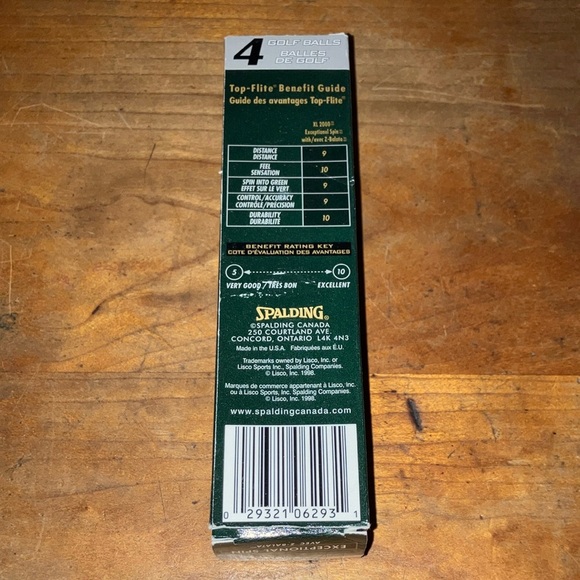 4 GOLF BALLS
BALLES
DE GOLF
Top-Flite® Benefit Guide
Guide des avantages Top-Flite®
XL 2000
Exceptional Spin
with/avec Z-Balata
DISTANCE
DISTANCE 9
FEEL
SENSATION 10
SPIN INTO GREEN
EFFET SUR LE VERT 9
CONTROL/ACCURACY
CONTRÔLE/PRÉCISION 9
DURABILITY
DURABILITÉ 10
BENEFIT RATING KEY
COTE D'ÉVALUATION DES AVANTAGES
5 10
VERY GOOD/TRÈS BON EXCELLENT
SPALDING®
©SPALDING CANADA
250 COURTLAND AVE.
CONCORD, ONTARIO L4K 4N3
Made in the U.S.A. Fabriquées aux É.U.
Trademarks owned by Lisco, Inc. or
Lisco Sports Inc., Spalding Companies.
© Lisco, Inc. 1998.
Marques de commerce appartenant à Lisco, Inc.
ou à Lisco Sports Inc., Spalding Companies.
© Lisco, Inc. 1998.
www.spaldingcanada.com
0 29321 06293 1
EXCEPTIONAL SPIN
AVEC Z-BALATA